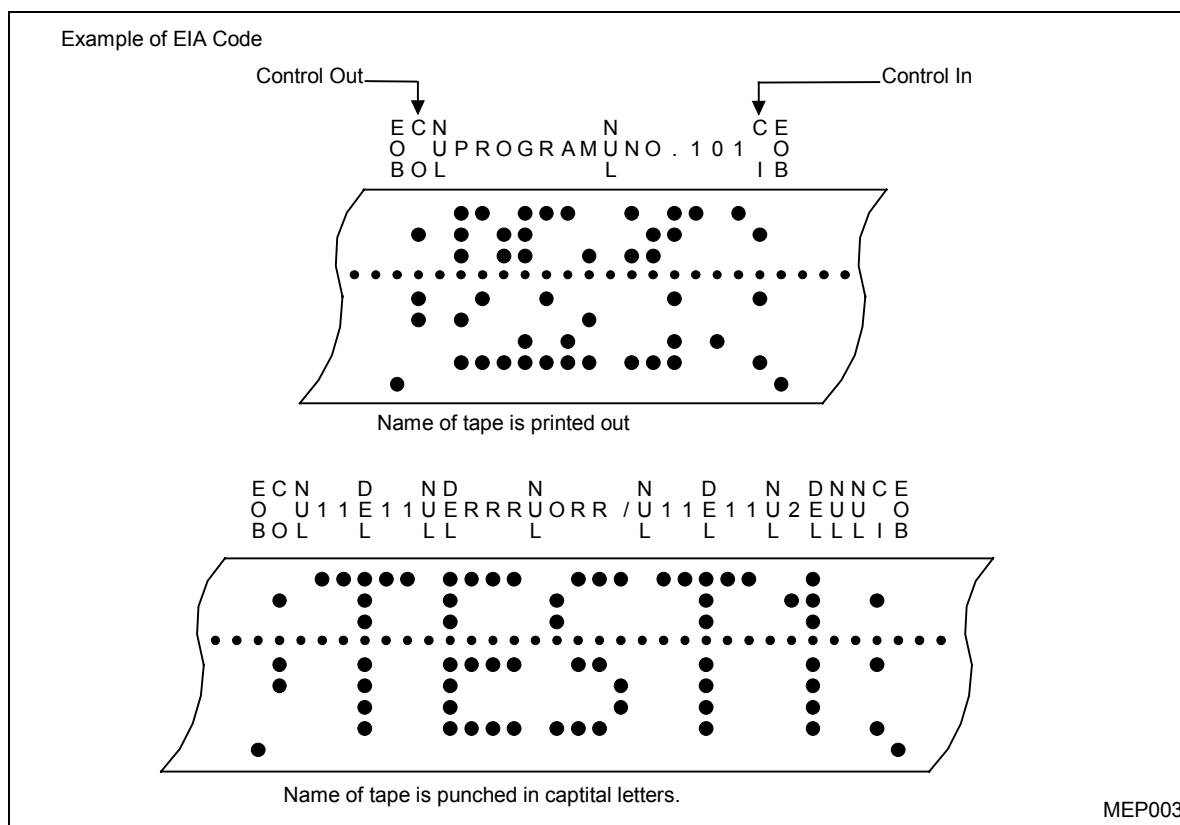 Example of EIA Code
Control Out Control In
E C N N C E
O U P R O G R A M U N O . 1 0 1 O
B O L L I B
Name of tape is printed out
E C N D N D N N D N D N N C E
O U 1 1 E 1 1 U E R R R U O R R / U 1 1 E 1 1 U 2 E U U O
B O L L L L L L L L L L L I B
Name of tape is punched in captital letters.
MEP003